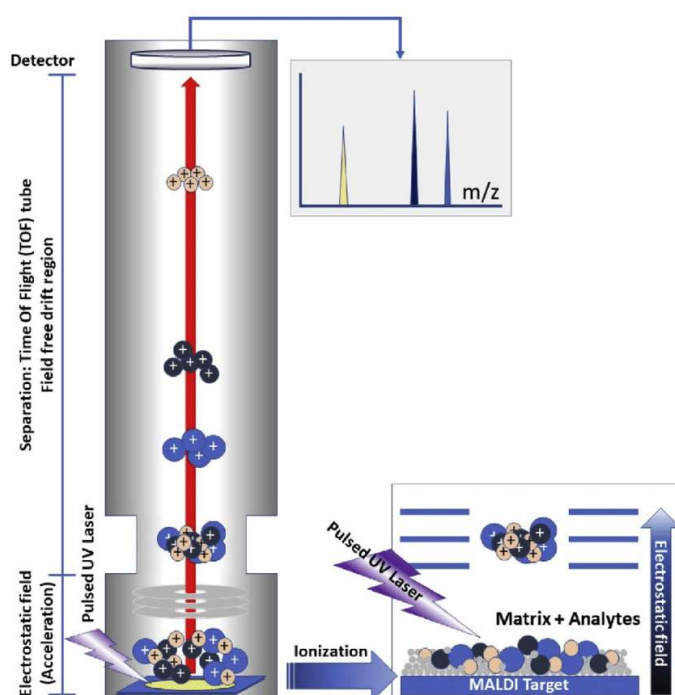 Detector
m/z
Separation: Time Of Flight (TOF) tube
Field free drift region
Pulsed UV Laser
Electrostatic field
(Acceleration)
Ionization
Pulsed UV Laser
Matrix + Analytes
Electrostatic field
MALDI Target